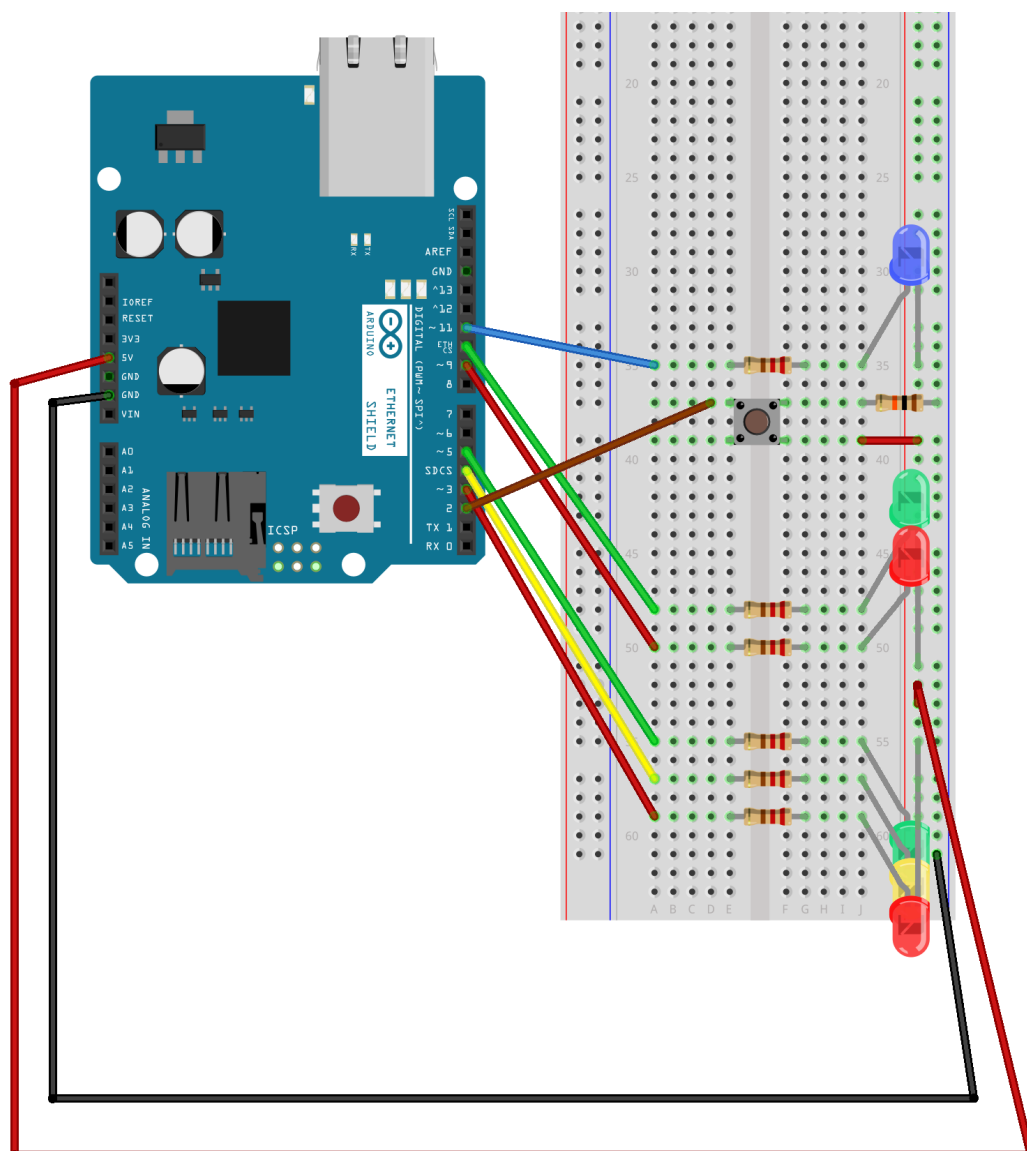 SCL
SDA
AREF
GND
^13
^12
~ 11
ETH
CS
~ 9
8
7
~ 6
~ 5
SDCS
~ 3
2
TX 1
RX 0
IOREF
RESET
3V3
5V
GND
GND
VIN
A0
A1
A2
A3
A4
A5
ANALOG IN
RX
TX
ARDUINO
ETHERNET
SHIELD
DIGITAL (PWM~ SPI^)
ICSP
20 20
25 25
30 30
35 35
40 40
45 45
50 50
55 55
60 60
A B C D E F G H I J